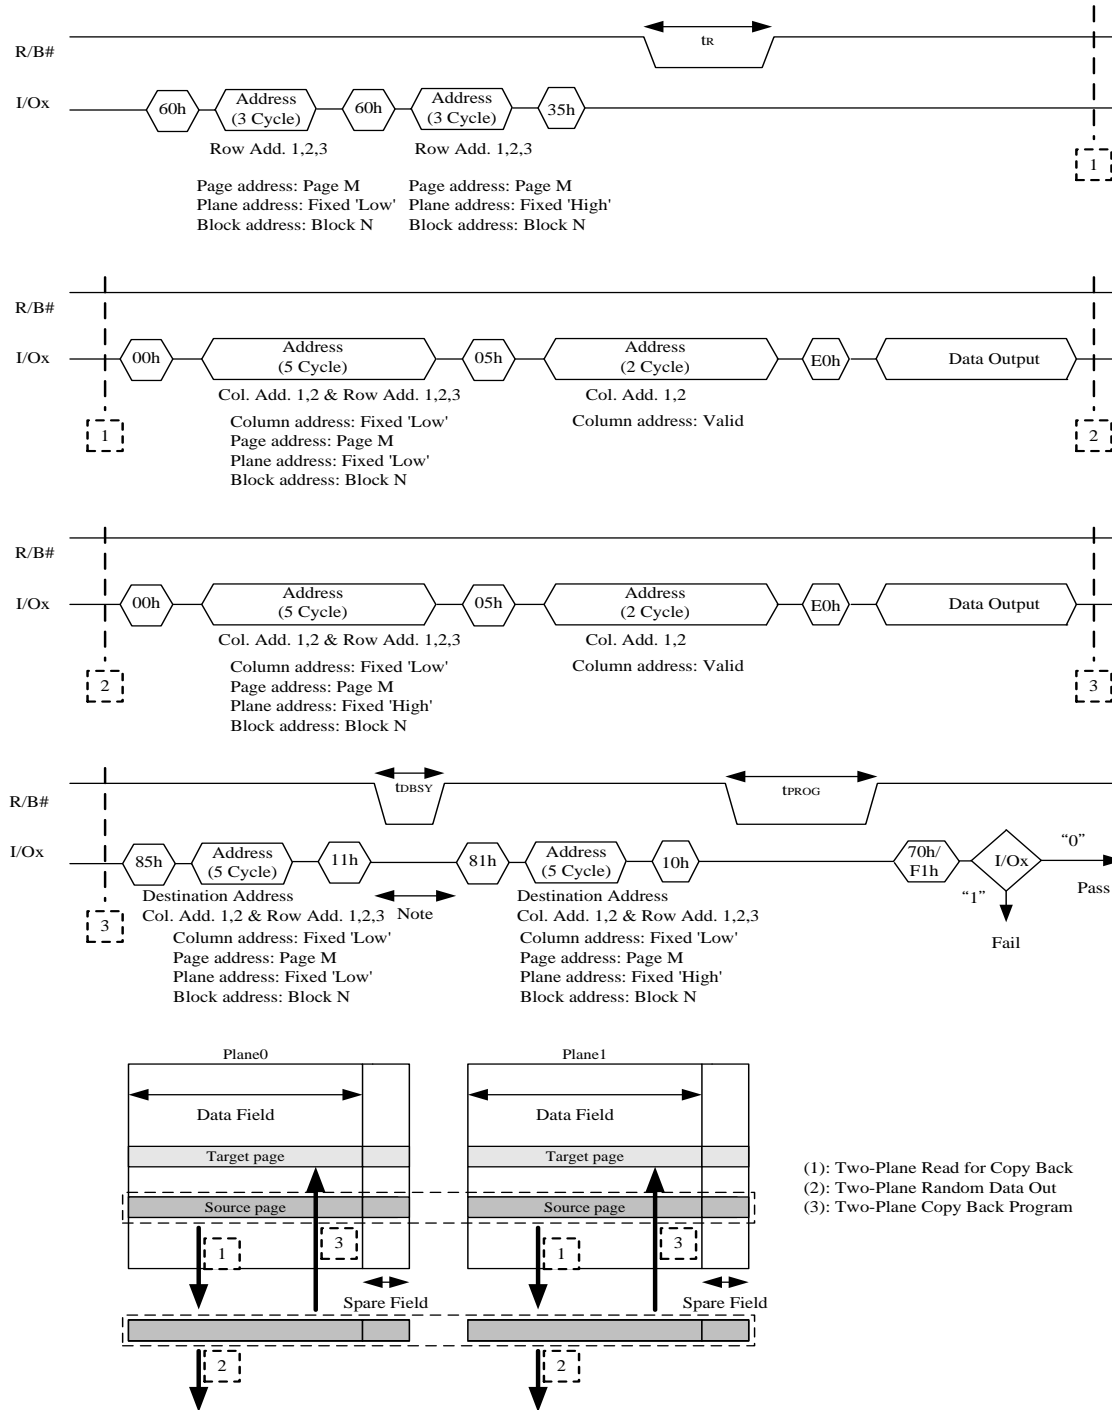 R/B#
tR
I/Ox
60h
Address
(3 Cycle)
60h
Address
(3 Cycle)
35h
Row Add. 1,2,3
Row Add. 1,2,3
1
Page address: Page M
Plane address: Fixed 'Low'
Block address: Block N
Page address: Page M
Plane address: Fixed 'High'
Block address: Block N
R/B#
I/Ox
00h
Address
(5 Cycle)
05h
Address
(2 Cycle)
E0h
Data Output
Col. Add. 1,2 & Row Add. 1,2,3
Col. Add. 1,2
1
Column address: Fixed 'Low'
Page address: Page M
Plane address: Fixed 'Low'
Block address: Block N
Column address: Valid
2
R/B#
I/Ox
00h
Address
(5 Cycle)
05h
Address
(2 Cycle)
E0h
Data Output
Col. Add. 1,2 & Row Add. 1,2,3
Col. Add. 1,2
2
Column address: Fixed 'Low'
Page address: Page M
Plane address: Fixed 'High'
Block address: Block N
Column address: Valid
3
R/B#
tDBSY
tPROG
I/Ox
85h
Address
(5 Cycle)
11h
81h
Address
(5 Cycle)
10h
70h/
F1h
I/Ox
"0"
Pass
"1"
Fail
Note
3
Destination Address
Col. Add. 1,2 & Row Add. 1,2,3
Column address: Fixed 'Low'
Page address: Page M
Plane address: Fixed 'Low'
Block address: Block N
Destination Address
Col. Add. 1,2 & Row Add. 1,2,3
Column address: Fixed 'Low'
Page address: Page M
Plane address: Fixed 'High'
Block address: Block N
Plane0
Plane1
Data Field
Data Field
Target page
Target page
Source page
Source page
1
3
1
3
Spare Field
Spare Field
2
2
(1): Two-Plane Read for Copy Back
(2): Two-Plane Random Data Out
(3): Two-Plane Copy Back Program